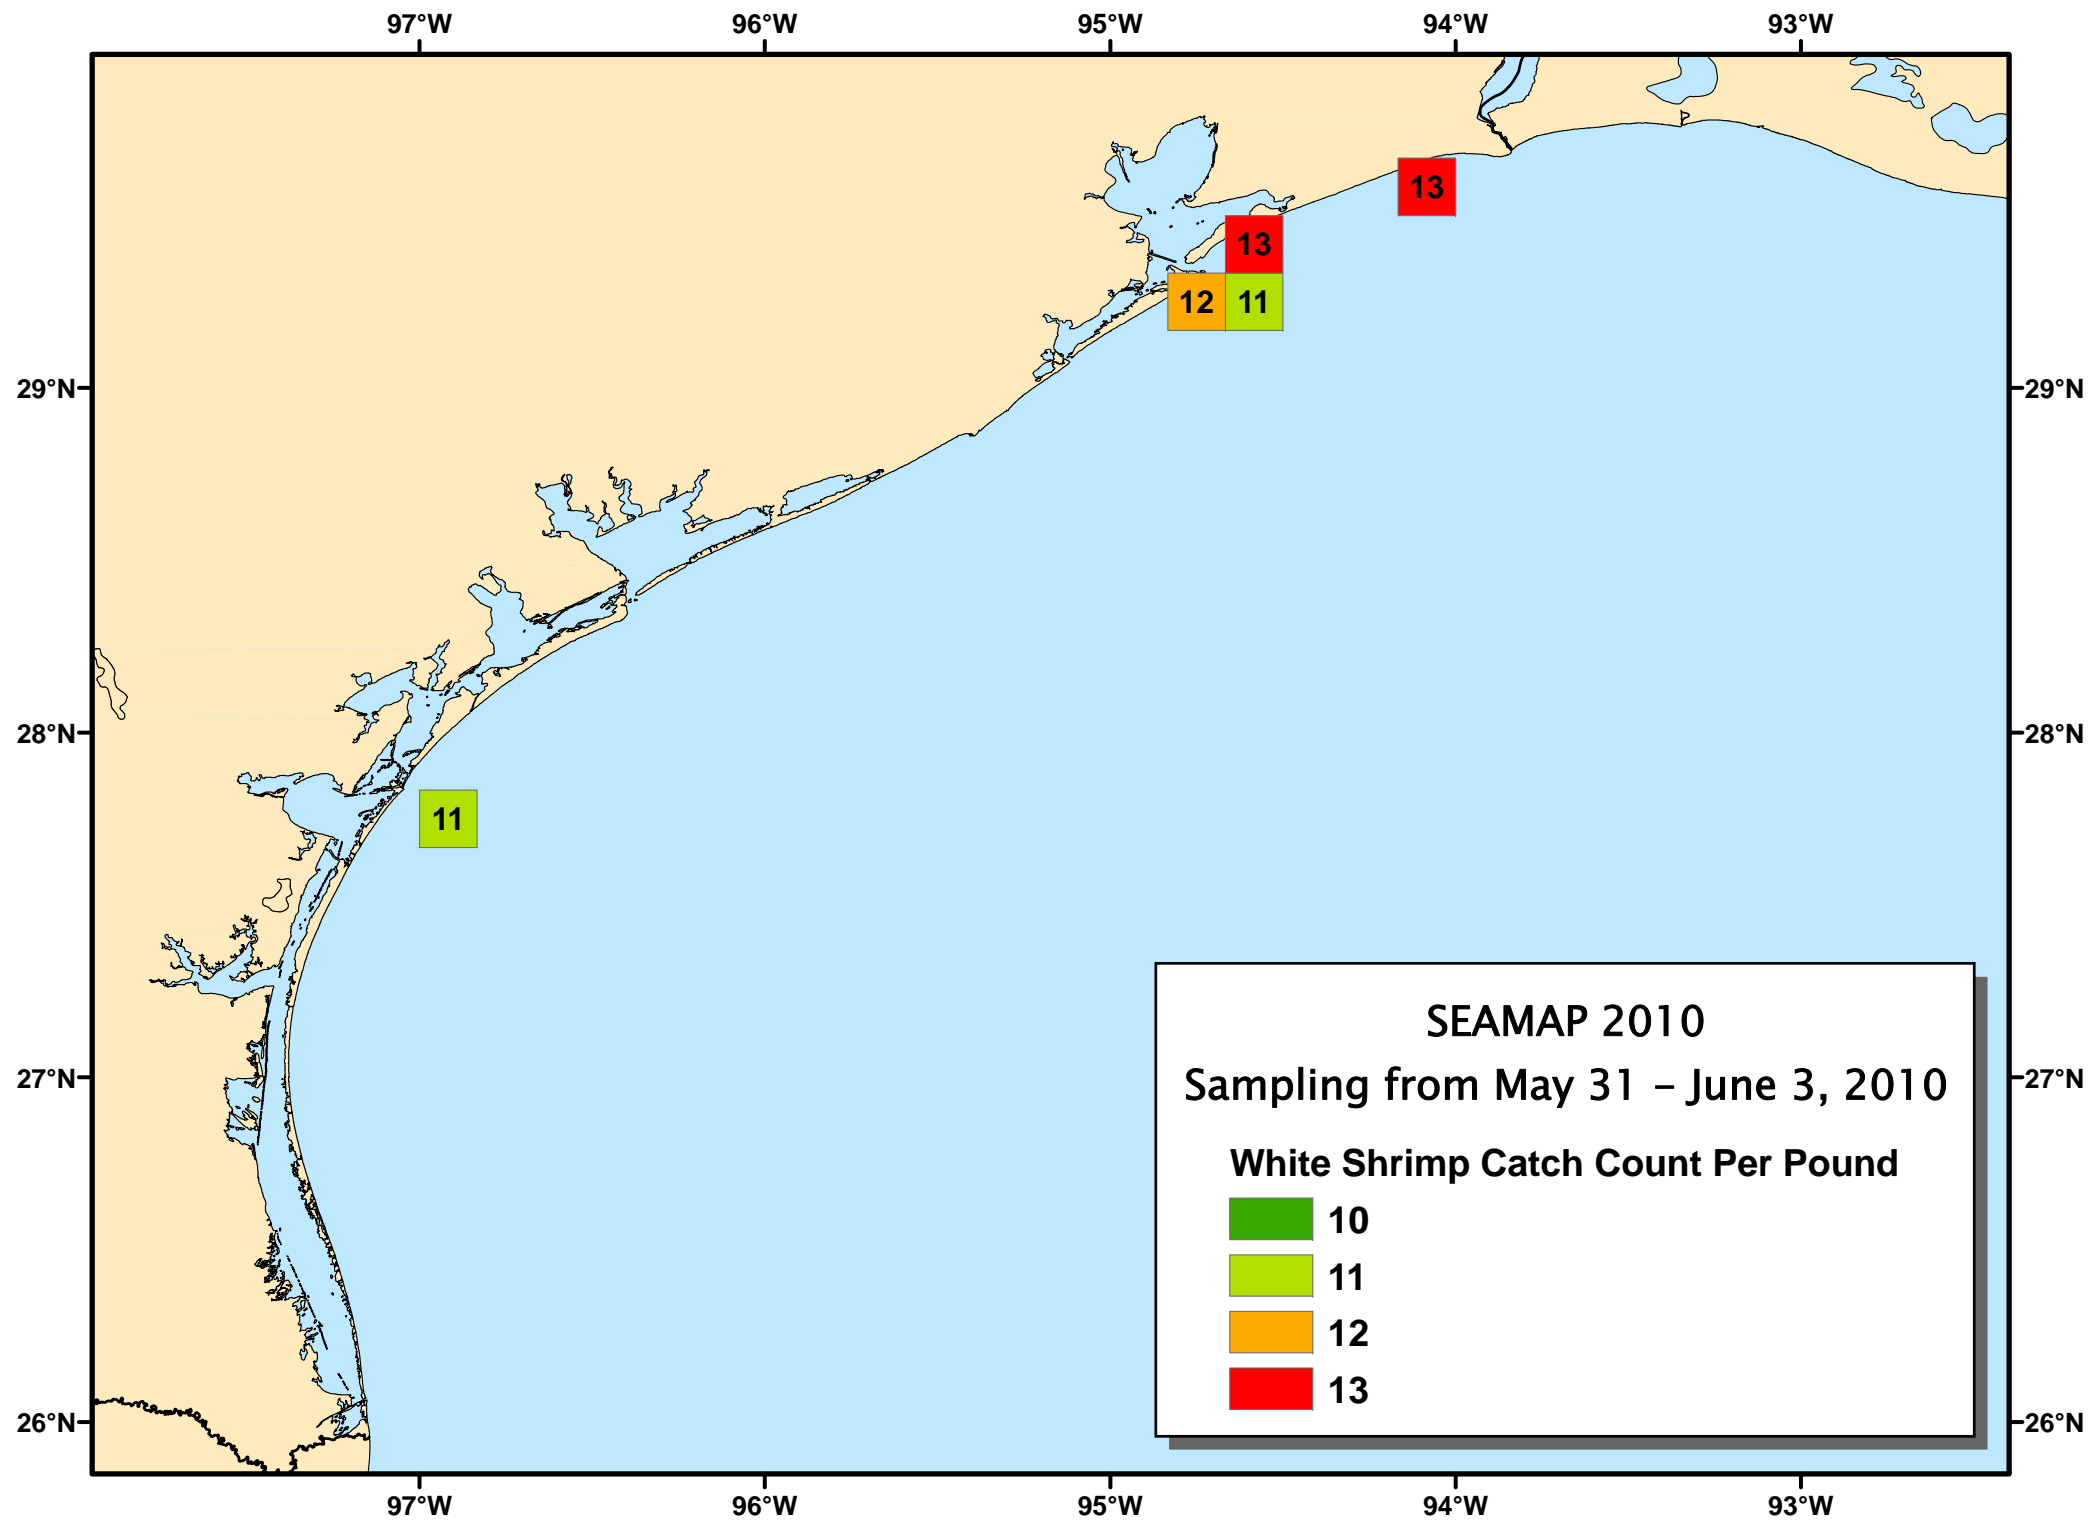 97°W 96°W 95°W 94°W 93°W
13
13
12 11
29°N 29°N
28°N 28°N
11
SEAMAP 2010
Sampling from May 31 - June 3, 2010
27°N 27°N
White Shrimp Catch Count Per Pound
10
11
12
13
26°N 26°N
97°W 96°W 95°W 94°W 93°W